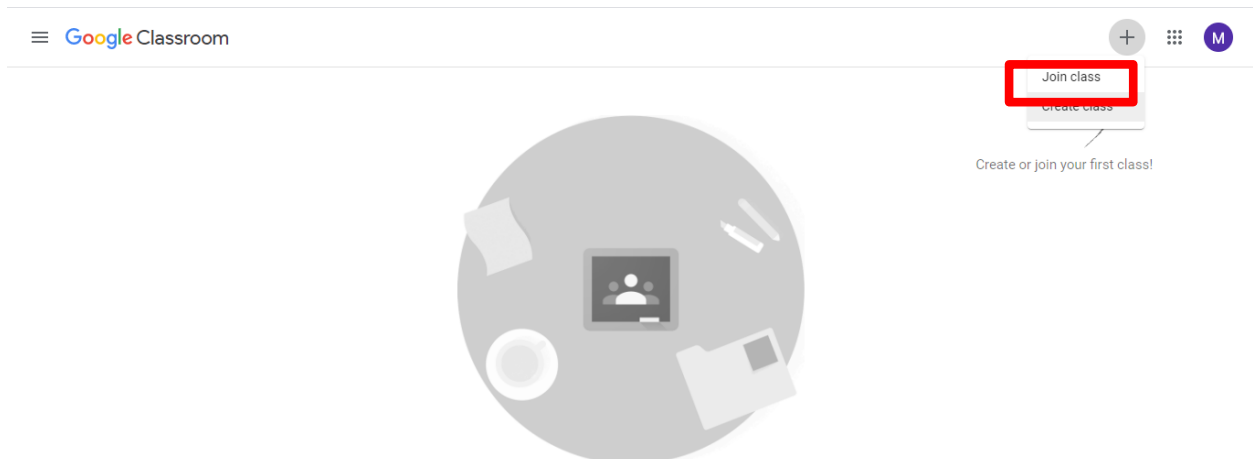 Google Classroom
M
Join class
Create class
Create or join your first class!